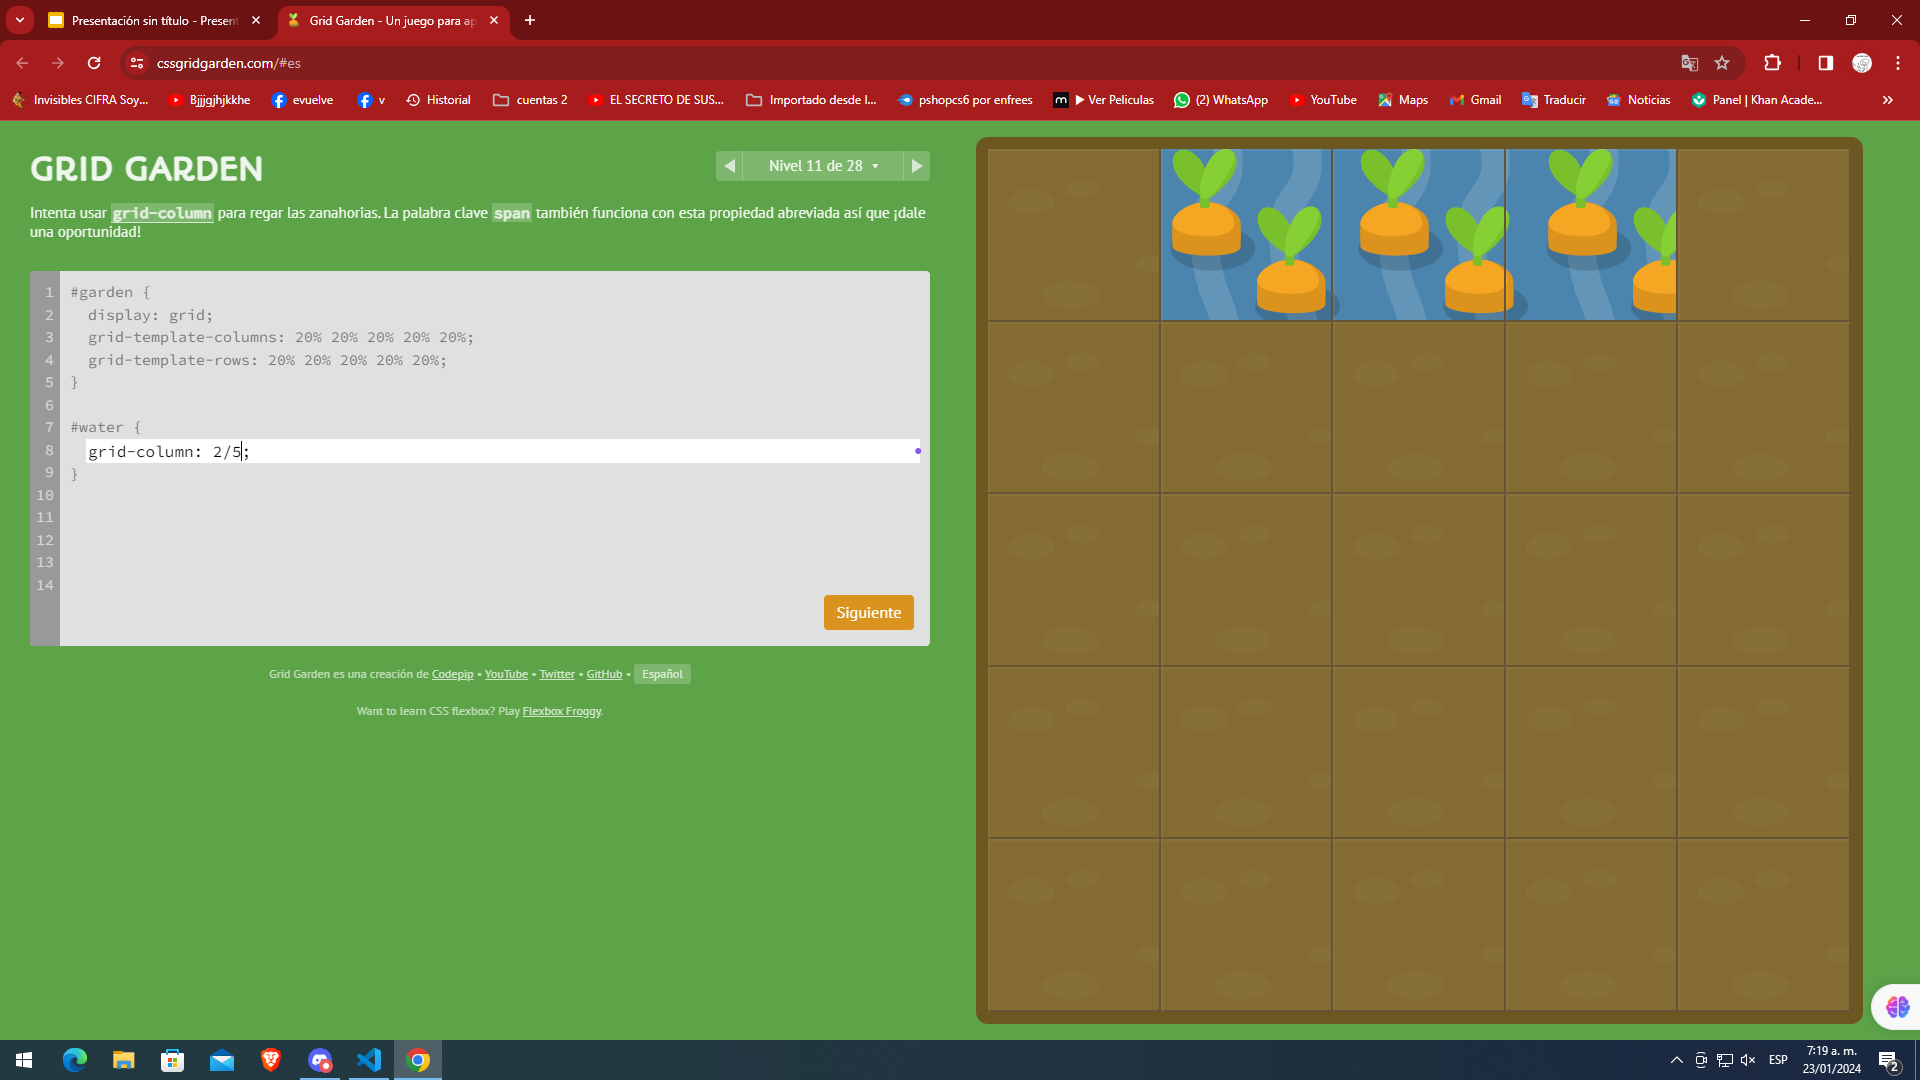 Presentación sin título - Present
Grid Garden - Un juego para ap
cssgridgarden.com/#es
Invisibles CIFRA Soy...
Bjjjgjhjkkhe
evuelve
v
Historial
cuentas 2
EL SECRETO DE SUS...
Importado desde l...
pshopcs6 por enfrees
m
▶ Ver Peliculas
(2) WhatsApp
YouTube
Maps
Gmail
Traducir
Noticias
Panel | Khan Acade...
GRID GARDEN
Nivel 11 de 28
Intenta usar grid-column para regar las zanahorias. La palabra clave span también funciona con esta propiedad abreviada así que ¡dale
una oportunidad!
1 #garden {
2 display: grid;
3 grid-template-columns: 20% 20% 20% 20% 20%;
4 grid-template-rows: 20% 20% 20% 20% 20%;
5 }
6
7 #water {
8 grid-column: 2/5;
9 }
10
11
12
13
14
Siguiente
Grid Garden es una creación de Codepip • YouTube • Twitter • GitHub • Español
Want to learn CSS flexbox? Play Flexbox Froggy.
ESP
7:19 a. m.
23/01/2024
2